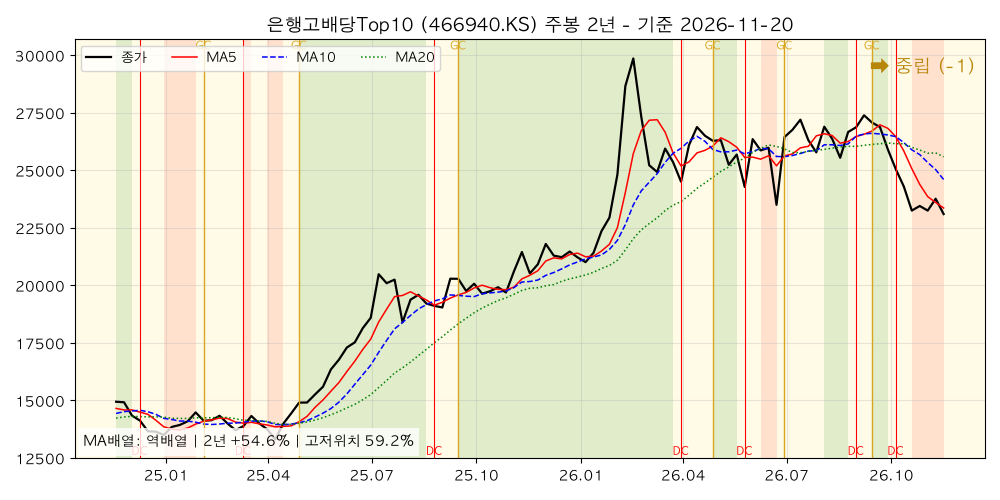 은행고배당Top10 (466940.KS) 주봉 2년 - 기준 2026-11-20
종가 MA5 MA10 MA20
GC GC GC GC GC GC
➡ 중립 (-1)
30000
27500
25000
22500
20000
17500
15000
12500
MA배열: 역배열 | 2년 +54.6% | 고저위치 59.2%
DC DC DC DC DC DC DC
25.01 25.04 25.07 25.10 26.01 26.04 26.07 26.10